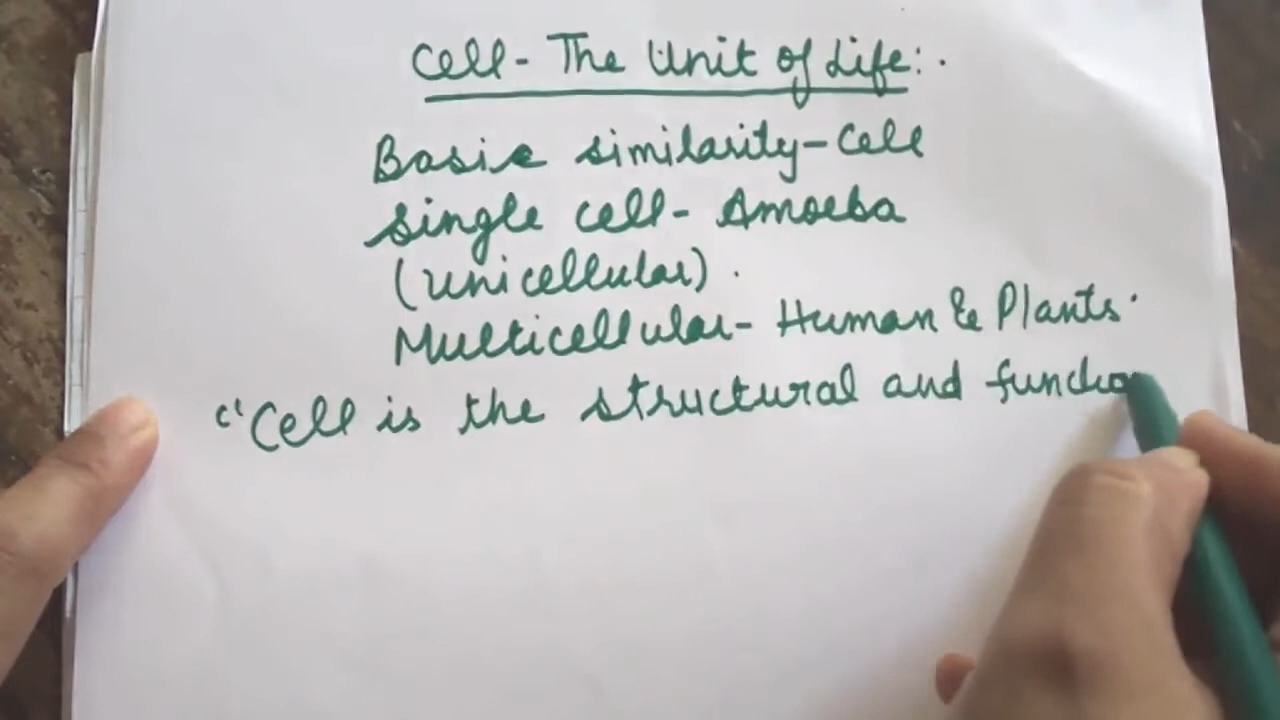 Cell - The Unit of Life:.
Basic similarity - Cell
Single cell - Amoeba
(Unicellular).
Multicellular - Human & Plants.
"Cell is the structural and functio